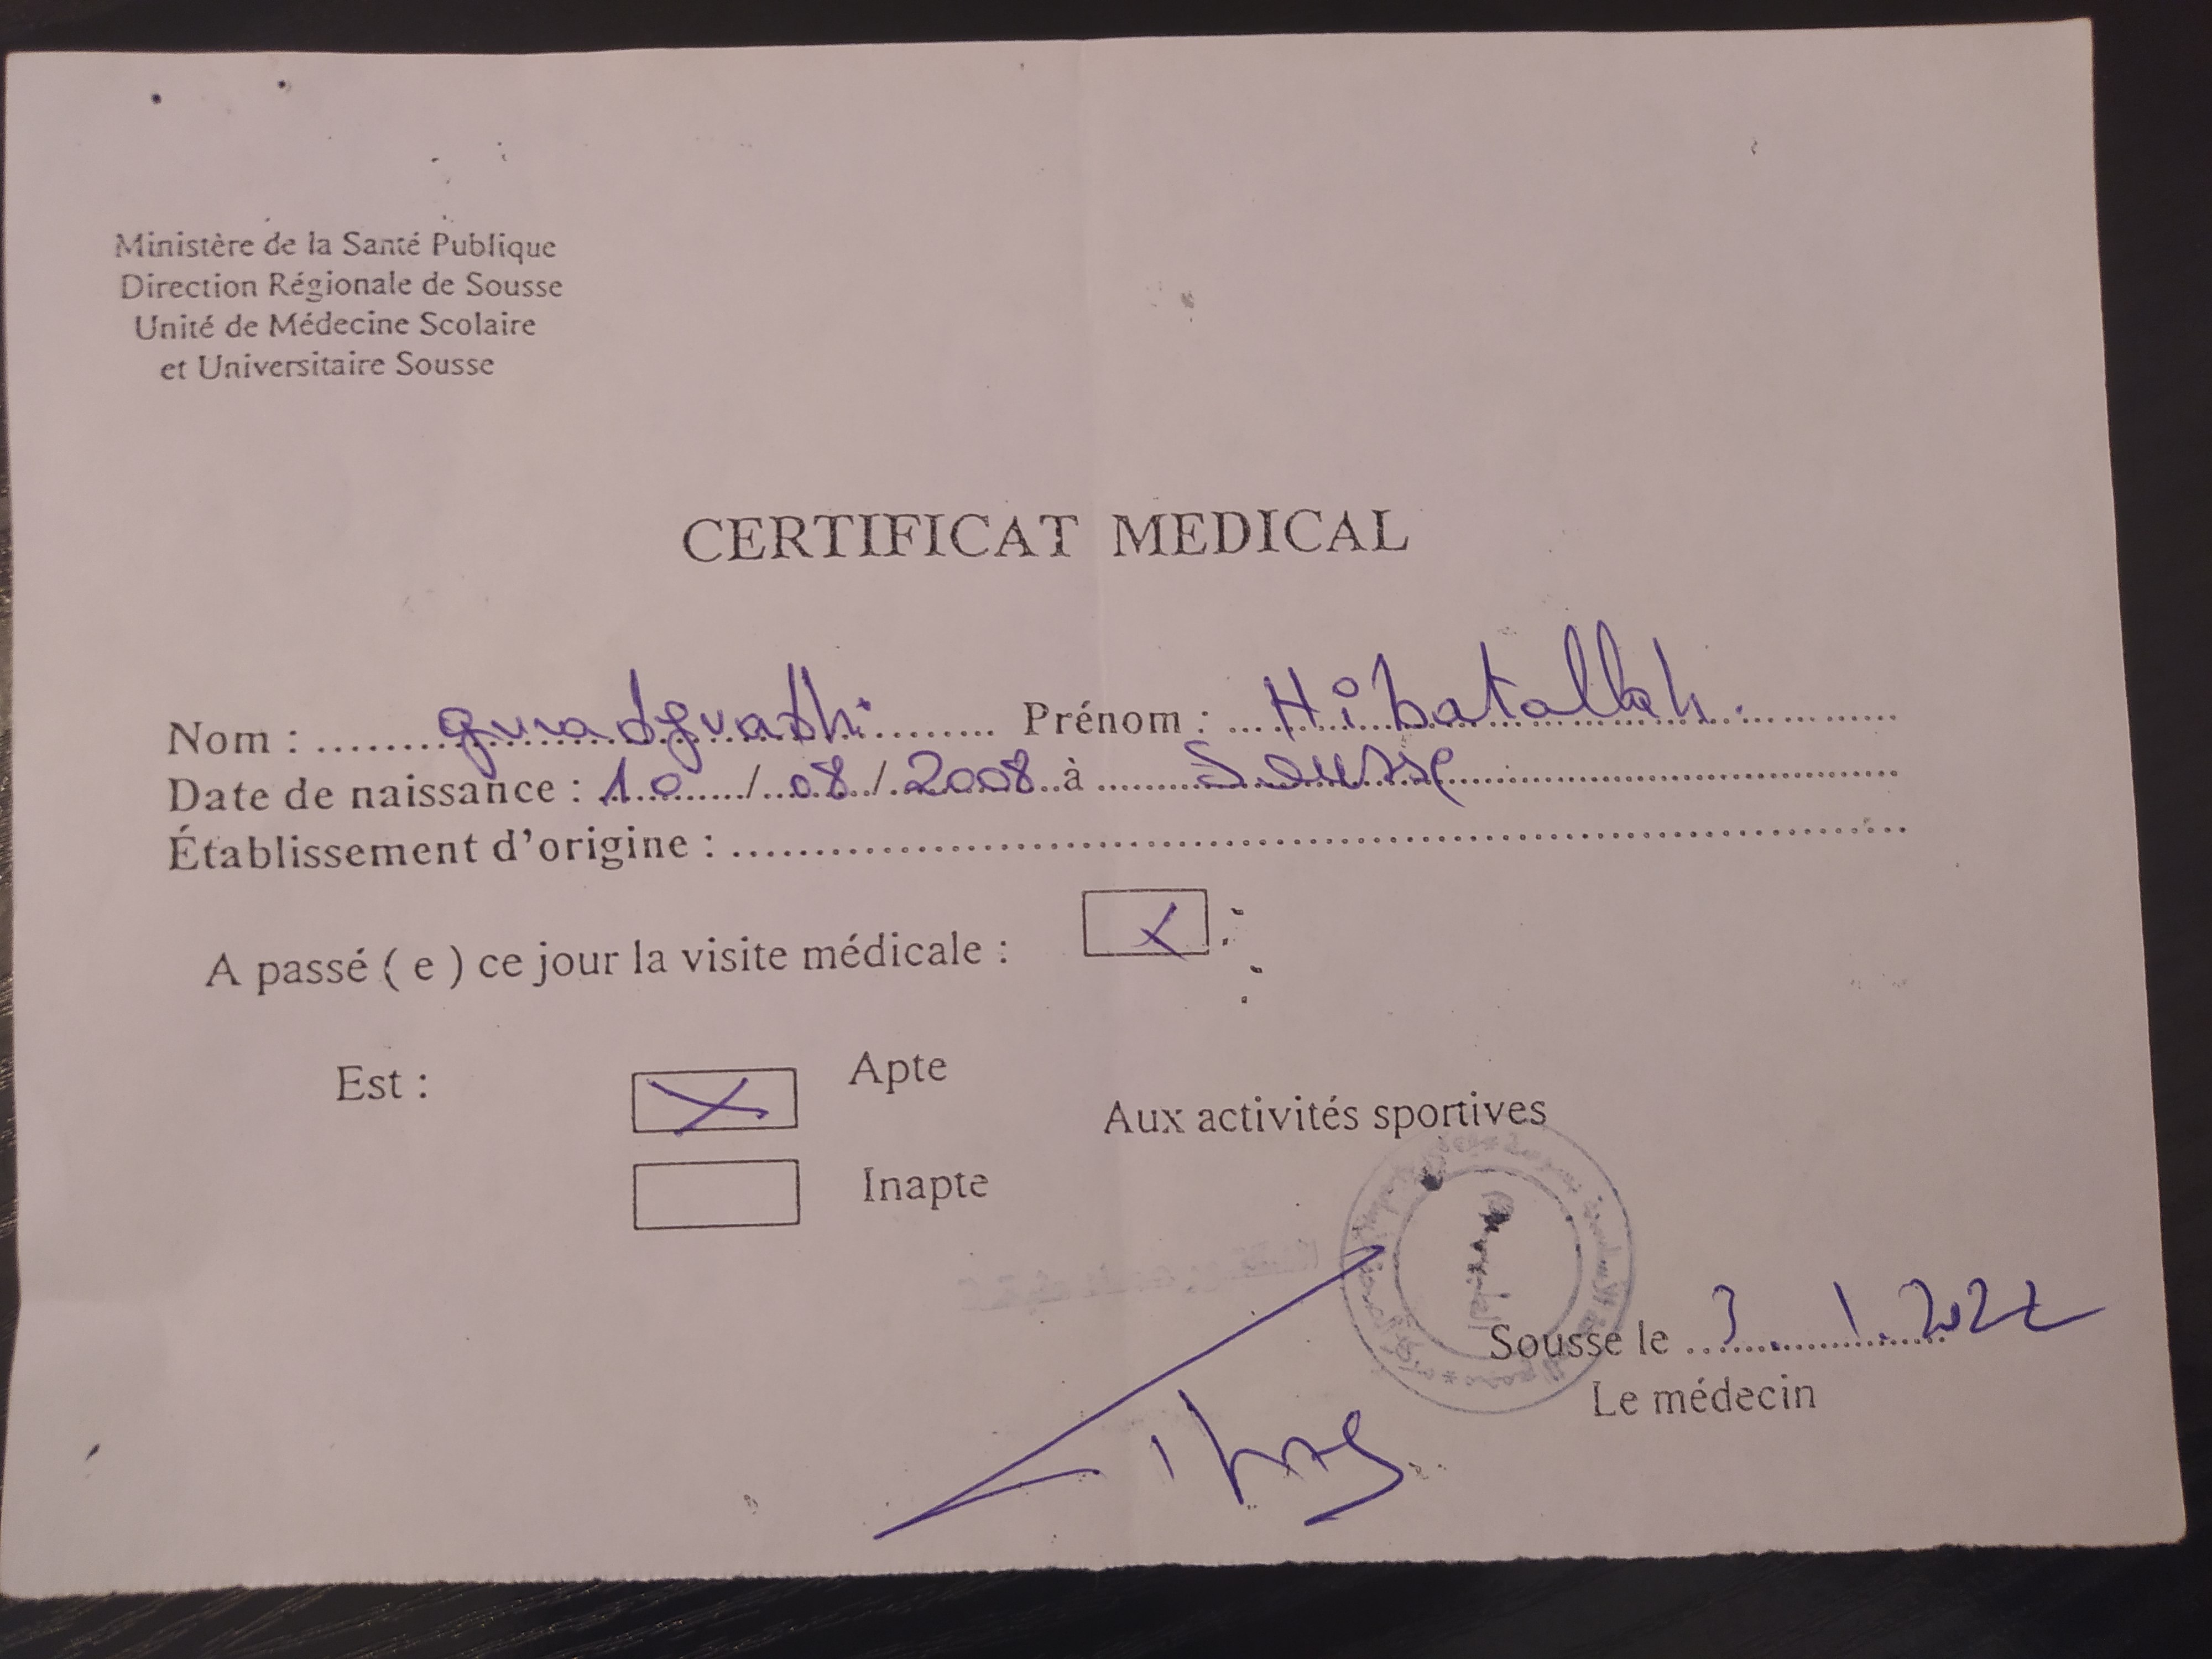 Ministère de la Santé Publique
Direction Régionale de Sousse
Unité de Médecine Scolaire
et Universitaire Sousse
CERTIFICAT MEDICAL
Nom : .................... Prénom : Hibatallah.
Date de naissance : 10 / 08 / 2008 à Sousse
Établissement d'origine : ....................
A passé ( e ) ce jour la visite médicale : X
Est : X Apte
Aux activités sportives
Inapte
Sousse le 3. 1. 2022
Le médecin